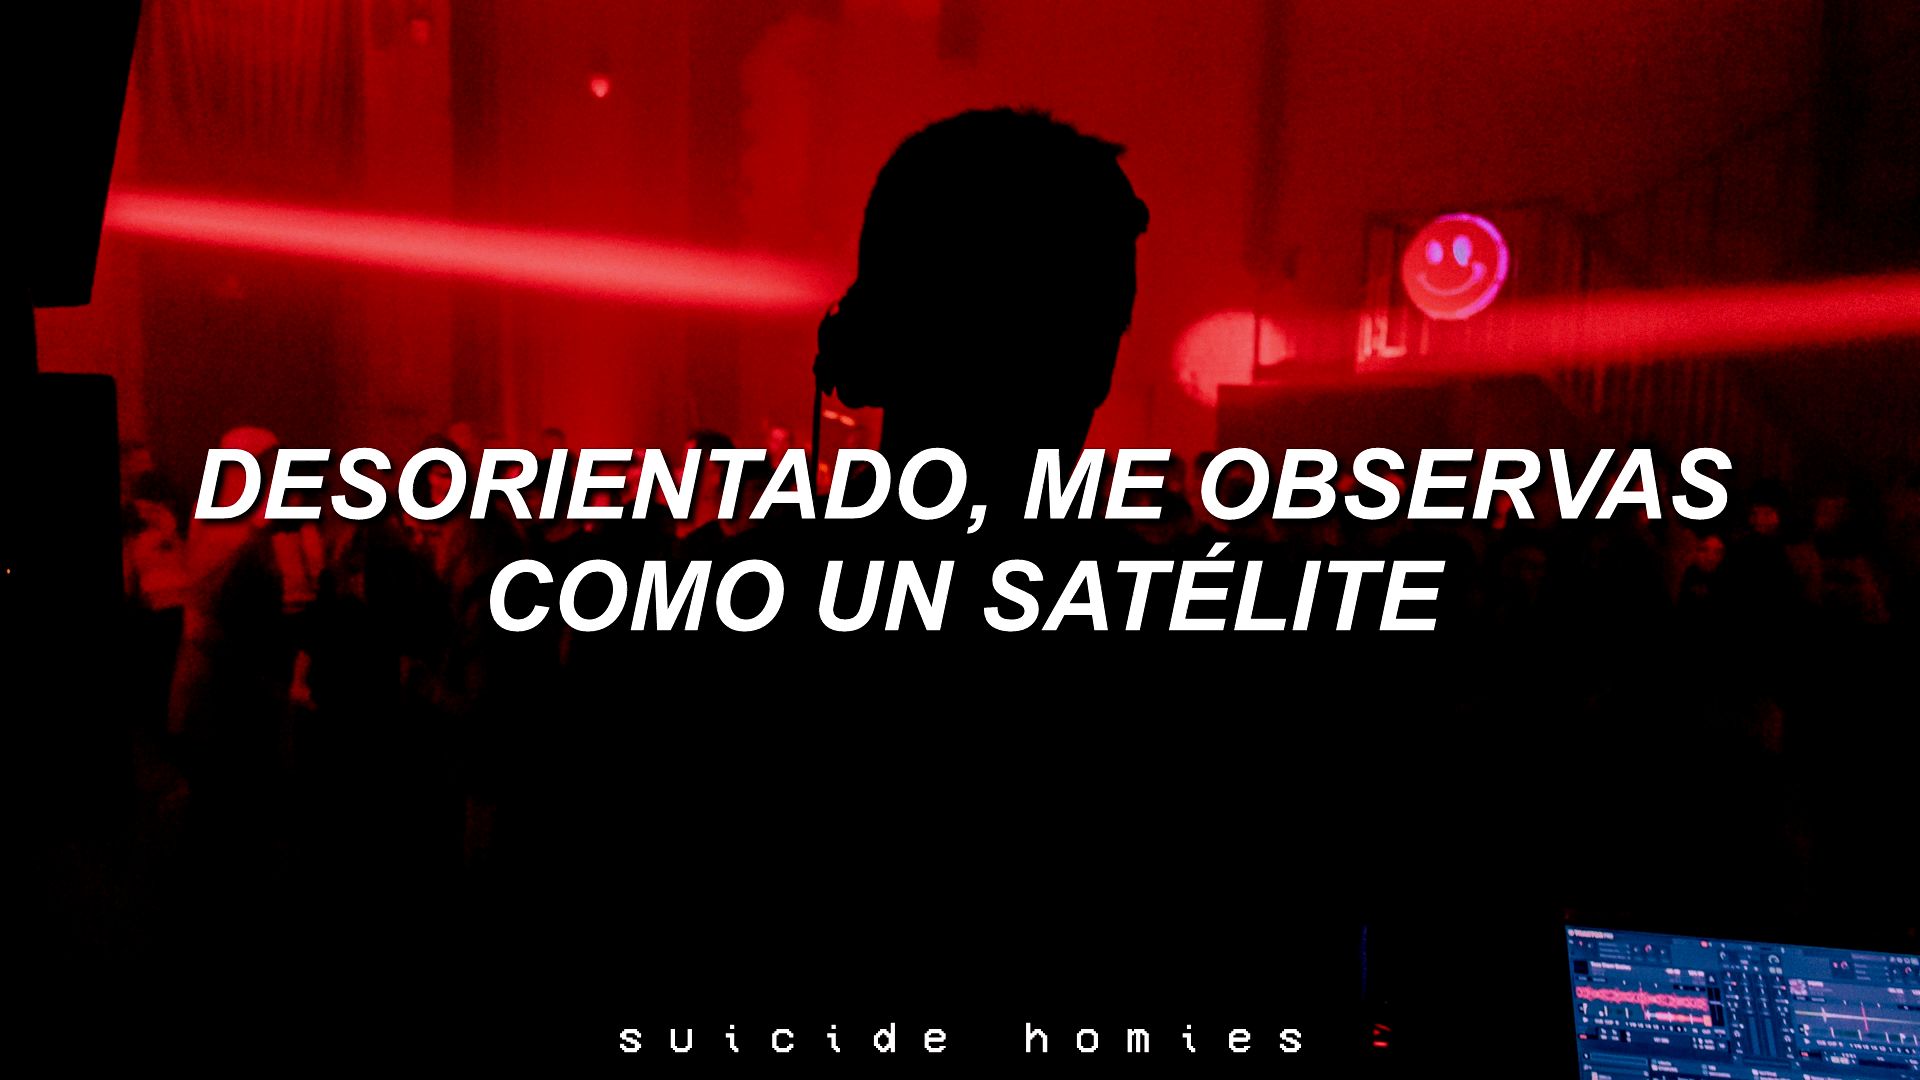 DESORIENTADO, ME OBSERVAS
COMO UN SATÉLITE
suicide homies